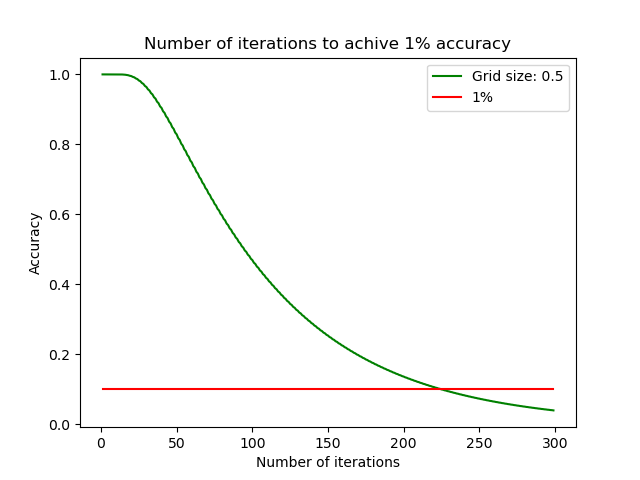 Number of iterations to achive 1% accuracy
Grid size: 0.5
1%
Accuracy
1.0
0.8
0.6
0.4
0.2
0.0
0 50 100 150 200 250 300
Number of iterations